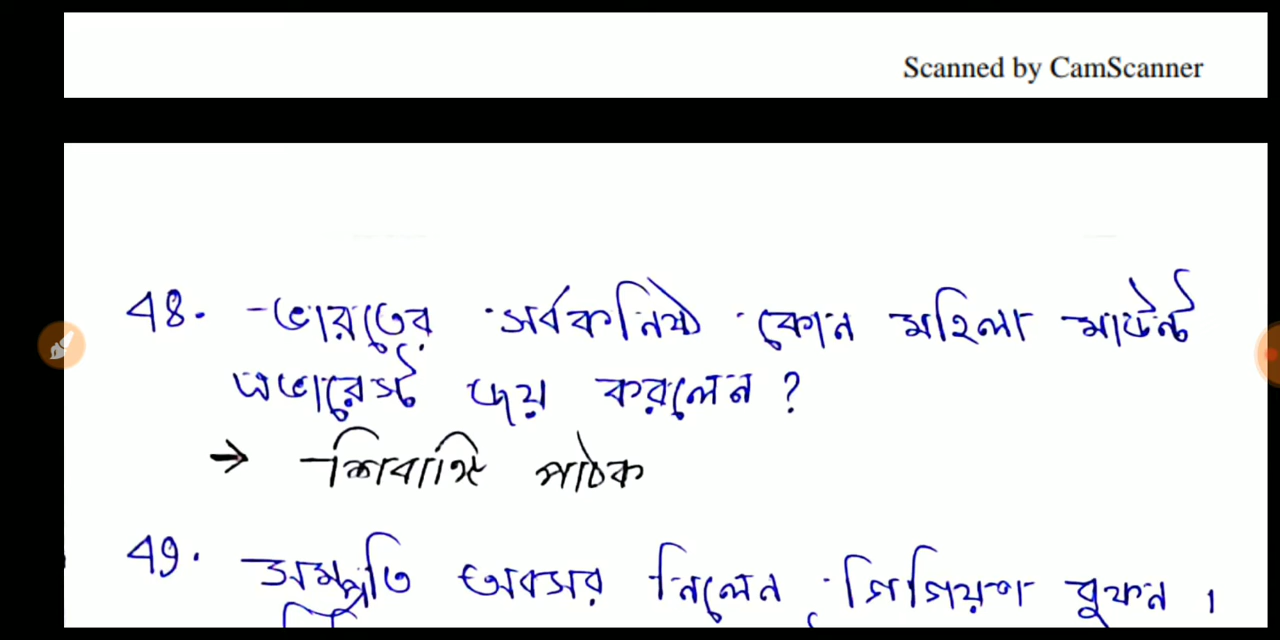 Scanned by CamScanner
48. ভারতের সর্বকনিষ্ঠ কোন মহিলা মাউন্ট
এভারেস্ট জয় করলেন ?
→ শিবাঙ্গি পাঠক
49. সম্প্রতি অবসর নিলেন, গিগিয়ণ বুফন ।